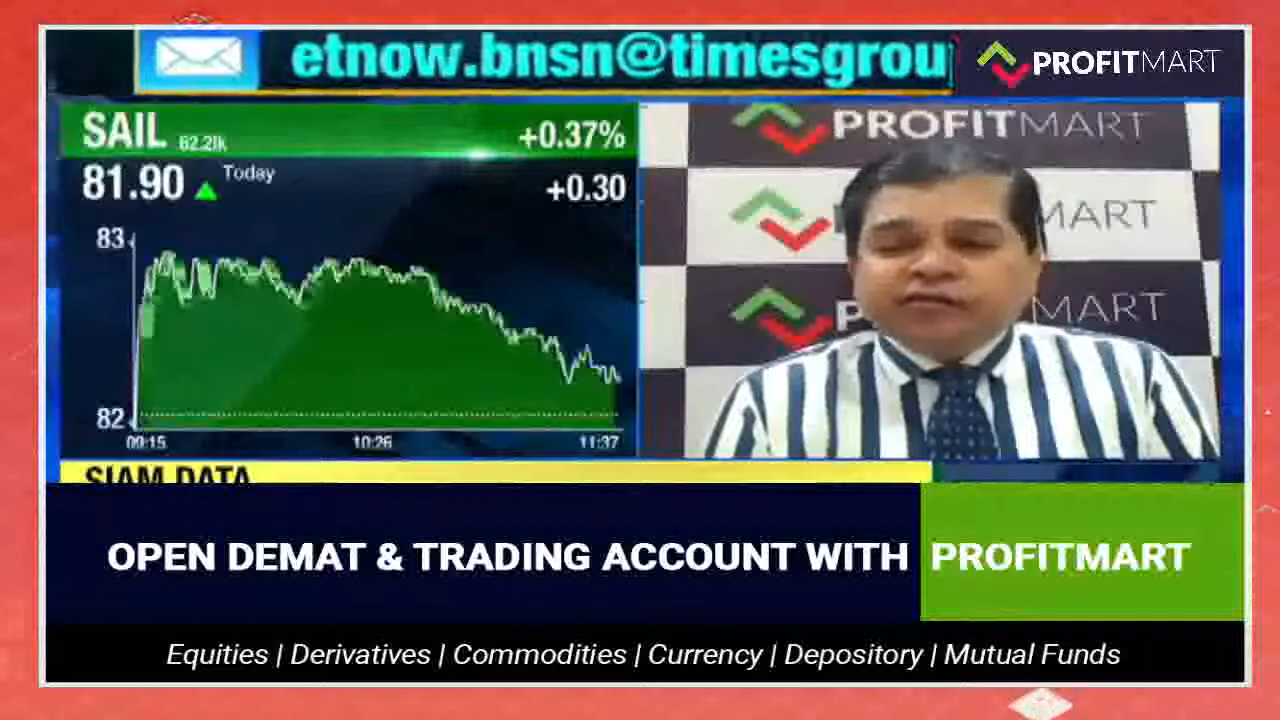 etnow.bnsn@timesgrou
PROFITMART
SAIL 62.2lk +0.37%
81.90 Today +0.30
83
82
09:15 10:26 11:37
PROFITMART
MART
P MART
SIAM DATA
OPEN DEMAT & TRADING ACCOUNT WITH PROFITMART
Equities | Derivatives | Commodities | Currency | Depository | Mutual Funds